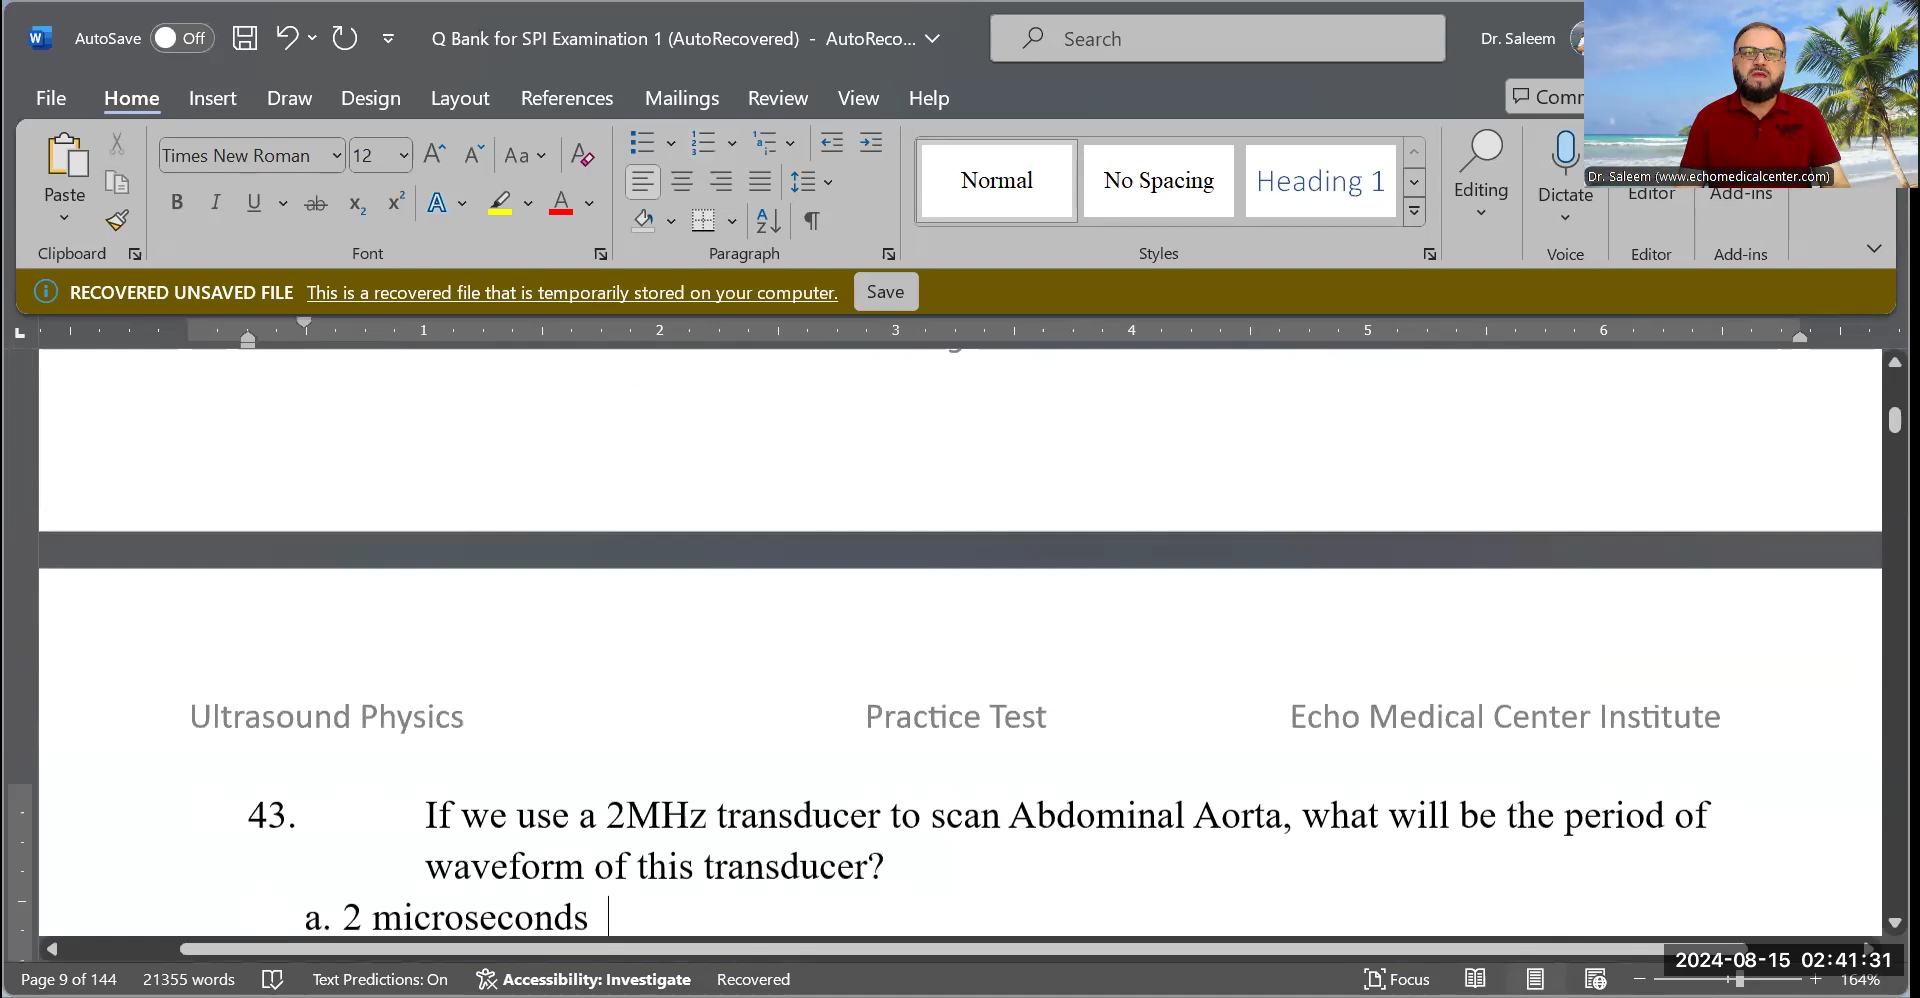 AutoSave Off Q Bank for SPI Examination 1 (AutoRecovered) - AutoReco... Search Dr. Saleem
File Home Insert Draw Design Layout References Mailings Review View Help Comm
Dr. Saleem (www.echomedicalcenter.com)
Paste Times New Roman 12 Aa Normal No Spacing Heading 1 Editing Dictate Editor Add-ins
Clipboard Font Paragraph Styles Voice Editor Add-ins
RECOVERED UNSAVED FILE This is a recovered file that is temporarily stored on your computer. Save
1 2 3 4 5 6
Ultrasound Physics Practice Test Echo Medical Center Institute
43. If we use a 2MHz transducer to scan Abdominal Aorta, what will be the period of
waveform of this transducer?
a. 2 microseconds
2024-08-15 02:41:31
Page 9 of 144 21355 words Text Predictions: On Accessibility: Investigate Recovered Focus 164%